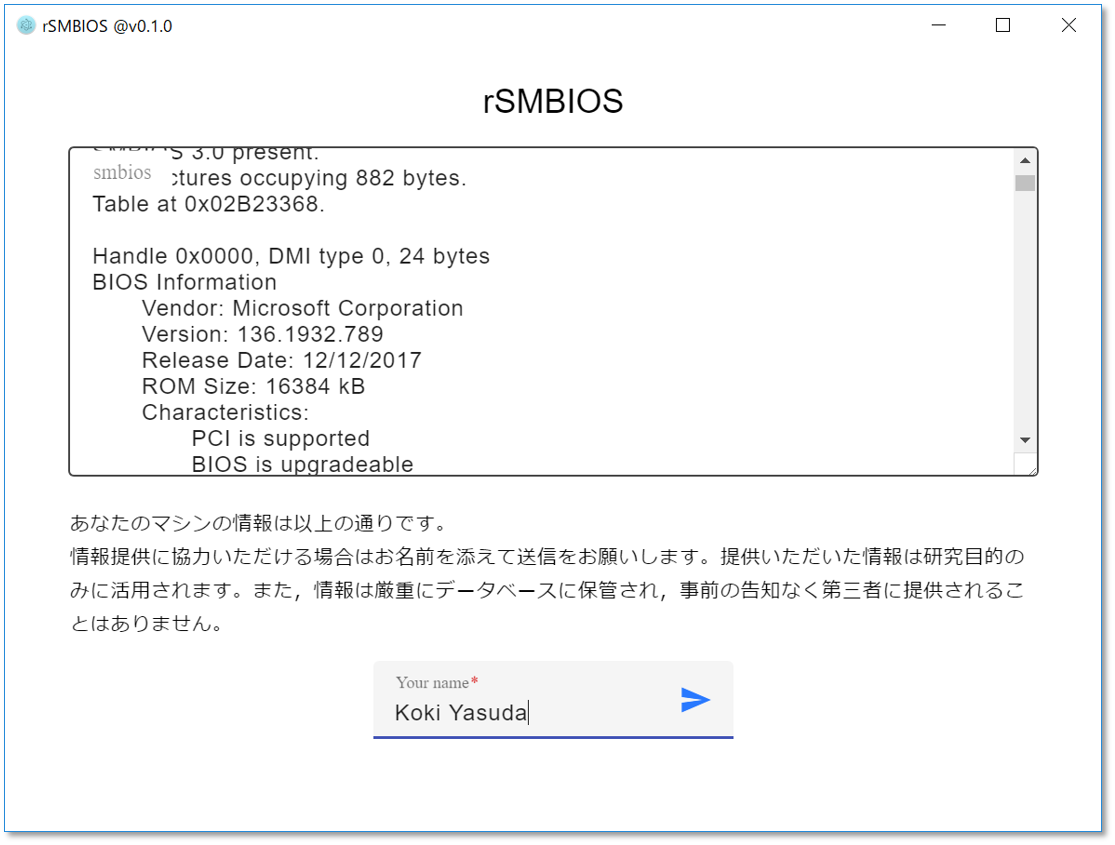 rSMBIOS @v0.1.0
rSMBIOS
S 3.0 present.
smbios
ctures occupying 882 bytes.
Table at 0x02B23368.
Handle 0x0000, DMI type 0, 24 bytes
BIOS Information
Vendor: Microsoft Corporation
Version: 136.1932.789
Release Date: 12/12/2017
ROM Size: 16384 kB
Characteristics:
PCI is supported
BIOS is upgradeable
あなたのマシンの情報は以上の通りです。
情報提供に協力いただける場合はお名前を添えて送信をお願いします。提供いただいた情報は研究目的の
みに活用されます。また，情報は厳重にデータベースに保管され，事前の告知なく第三者に提供されるこ
とはありません。
Your name*
Koki Yasuda